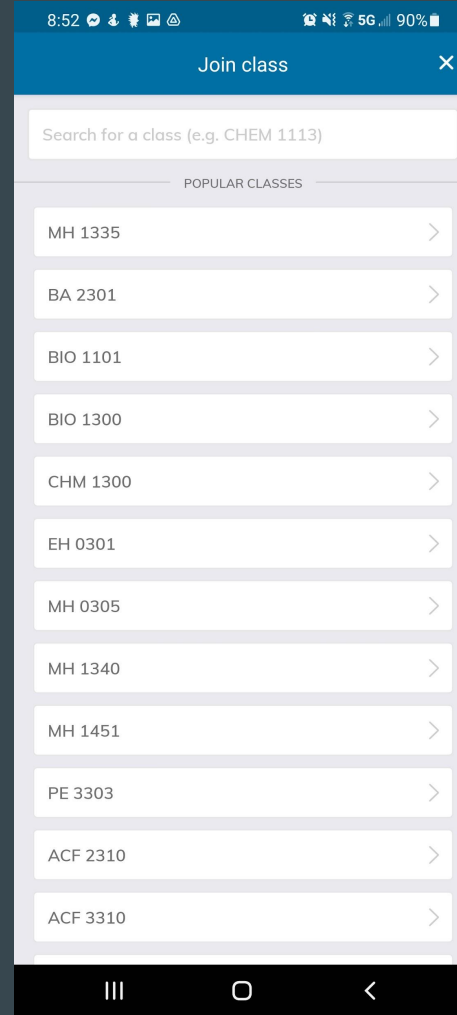 8:52 5G 90%
Join class
Search for a class (e.g. CHEM 1113)
POPULAR CLASSES
MH 1335
BA 2301
BIO 1101
BIO 1300
CHM 1300
EH 0301
MH 0305
MH 1340
MH 1451
PE 3303
ACF 2310
ACF 3310